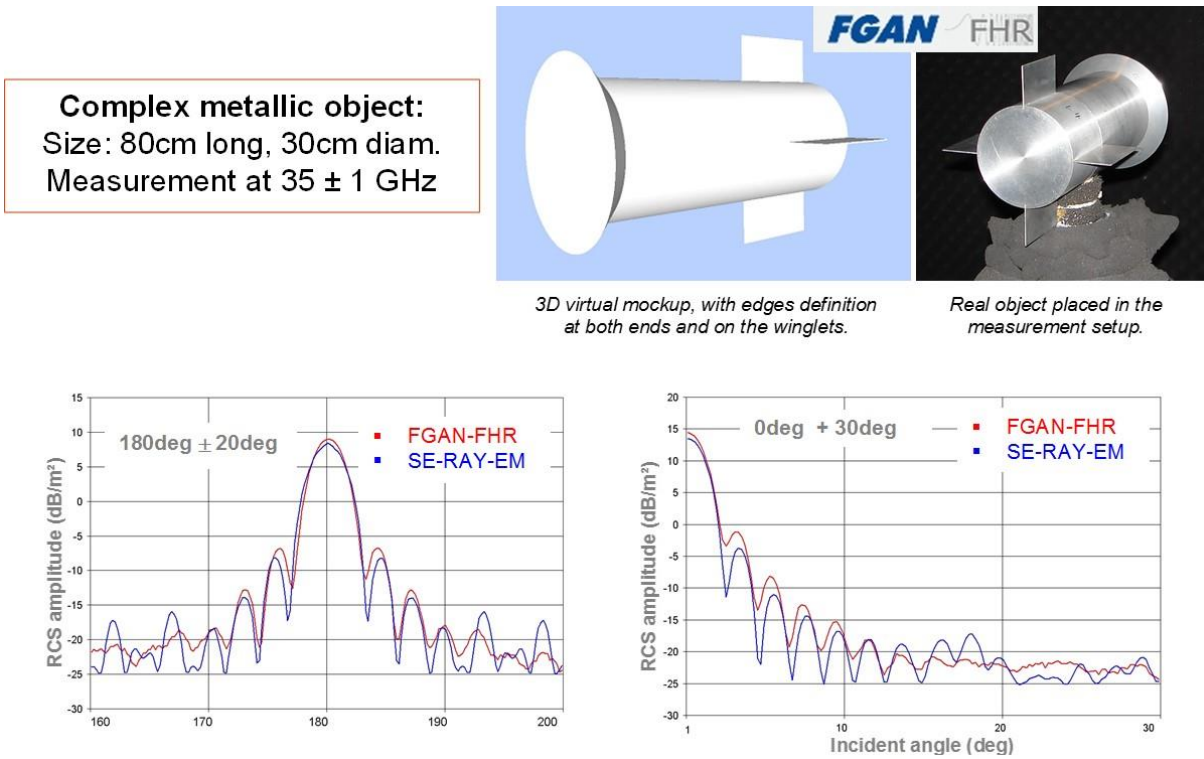 FGAN FHR
Complex metallic object:
Size: 80cm long, 30cm diam.
Measurement at 35 ± 1 GHz
3D virtual mockup, with edges definition
at both ends and on the winglets.
Real object placed in the
measurement setup.
180deg ± 20deg
FGAN-FHR
SE-RAY-EM
RCS amplitude (dB/m²)
15
10
5
0
-5
-10
-15
-20
-25
-30
160
170
180
190
200
0deg + 30deg
FGAN-FHR
SE-RAY-EM
RCS amplitude (dB/m²)
20
15
10
5
0
-5
-10
-15
-20
-25
-30
1
10
20
30
Incident angle (deg)